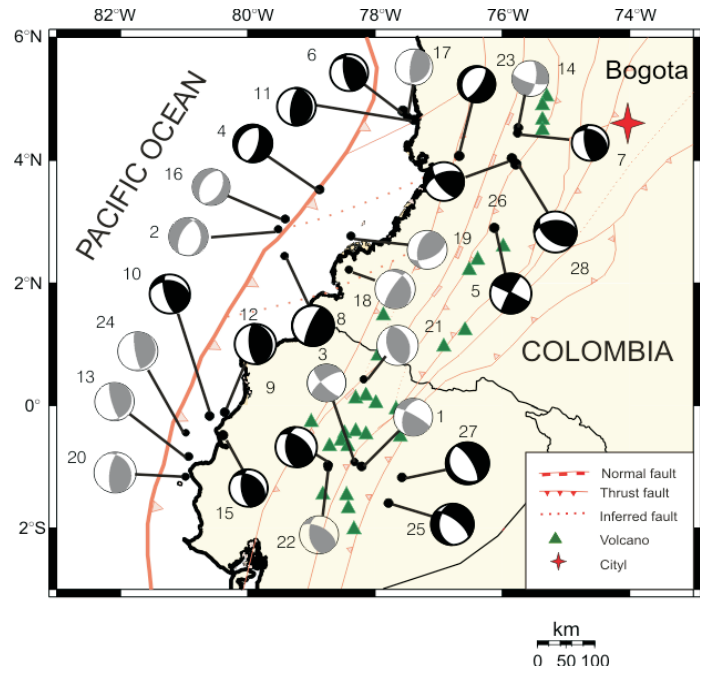 82°W 80°W 78°W 76°W 74°W
6°N
4°N
2°N
0°
2°S
PACIFIC OCEAN
COLOMBIA
Bogota
6
17
23
14
11
4
7
16
2
26
19
28
10
18
5
24
12
8
21
3
13
9
1
27
20
15
22
25
Normal fault
Thrust fault
Inferred fault
Volcano
Cityl
km
0 50 100